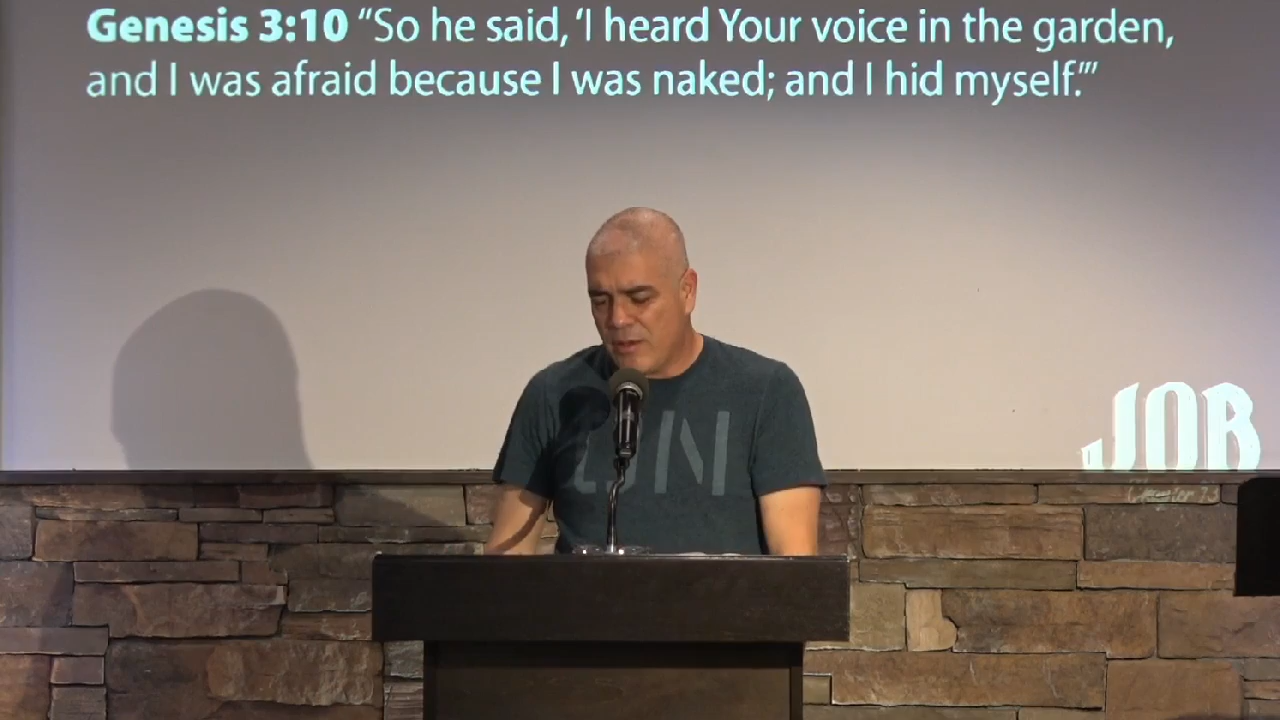 Genesis 3:10 “So he said, ‘I heard Your voice in the garden,
and I was afraid because I was naked; and I hid myself.’”
JOB